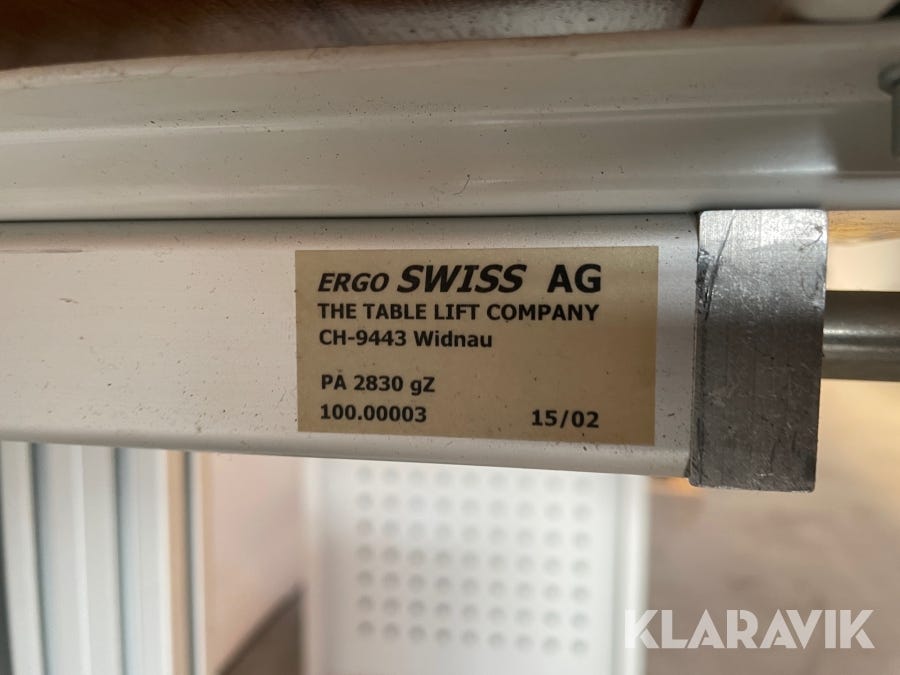 ERGO SWISS AG
THE TABLE LIFT COMPANY
CH-9443 Widnau
PA 2830 gZ
100.00003 15/02
KLARAVIK